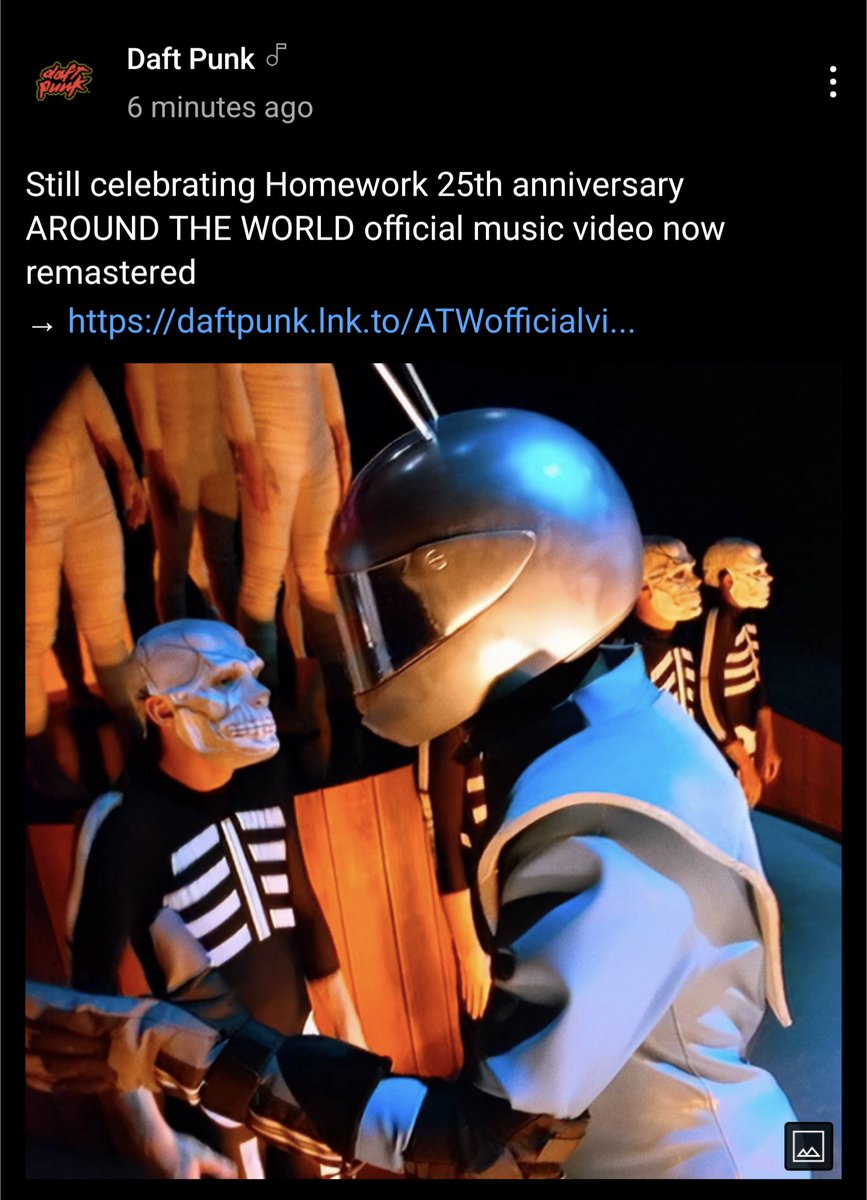 daft
punk
Daft Punk
6 minutes ago
Still celebrating Homework 25th anniversary
AROUND THE WORLD official music video now
remastered
→ https://daftpunk.lnk.to/ATWofficialvi...
S